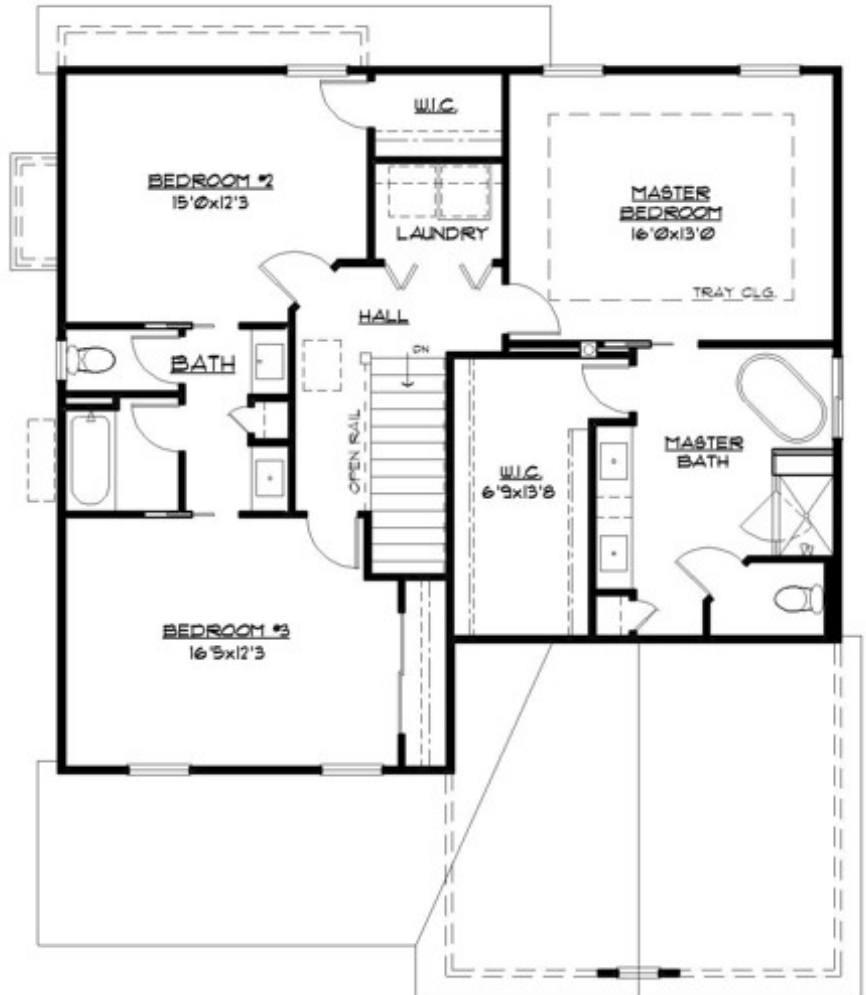 W.I.C.
BEDROOM #2
15'0x12'3
MASTER
BEDROOM
16'0x13'0
LAUNDRY
TRAY CLG.
HALL
DN
BATH
OPEN RAIL
MASTER
BATH
W.I.C.
6'9x13'8
BEDROOM #3
16'5x12'3